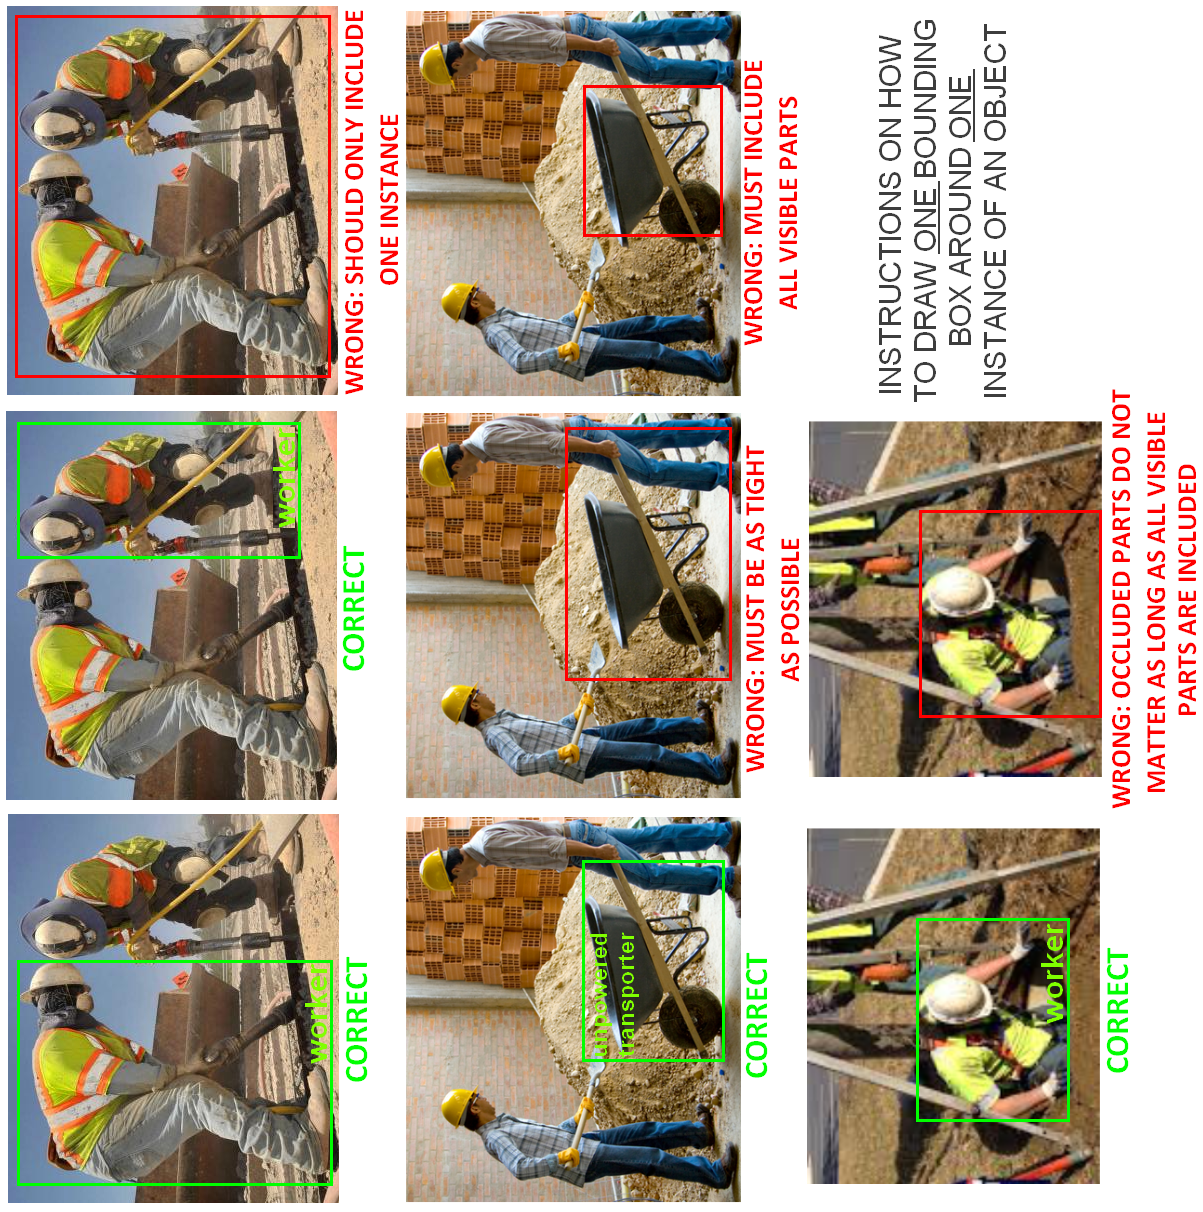 worker
CORRECT
worker
CORRECT
WRONG: SHOULD ONLY INCLUDE
ONE INSTANCE
unpowered
transporter
CORRECT
WRONG: MUST BE AS TIGHT
AS POSSIBLE
WRONG: MUST INCLUDE
ALL VISIBLE PARTS
worker
CORRECT
WRONG: OCCLUDED PARTS DO NOT
MATTER AS LONG AS ALL VISIBLE
PARTS ARE INCLUDED
INSTRUCTIONS ON HOW
TO DRAW ONE BOUNDING
BOX AROUND ONE
INSTANCE OF AN OBJECT